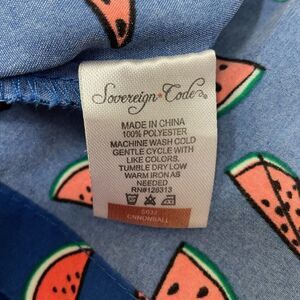 Sovereign Code
MADE IN CHINA
100% POLYESTER
MACHINE WASH COLD
GENTLE CYCLE WITH
LIKE COLORS,
TUMBLE DRY LOW
WARM IRON AS
NEEDED
RN#128313
CANNONBALL